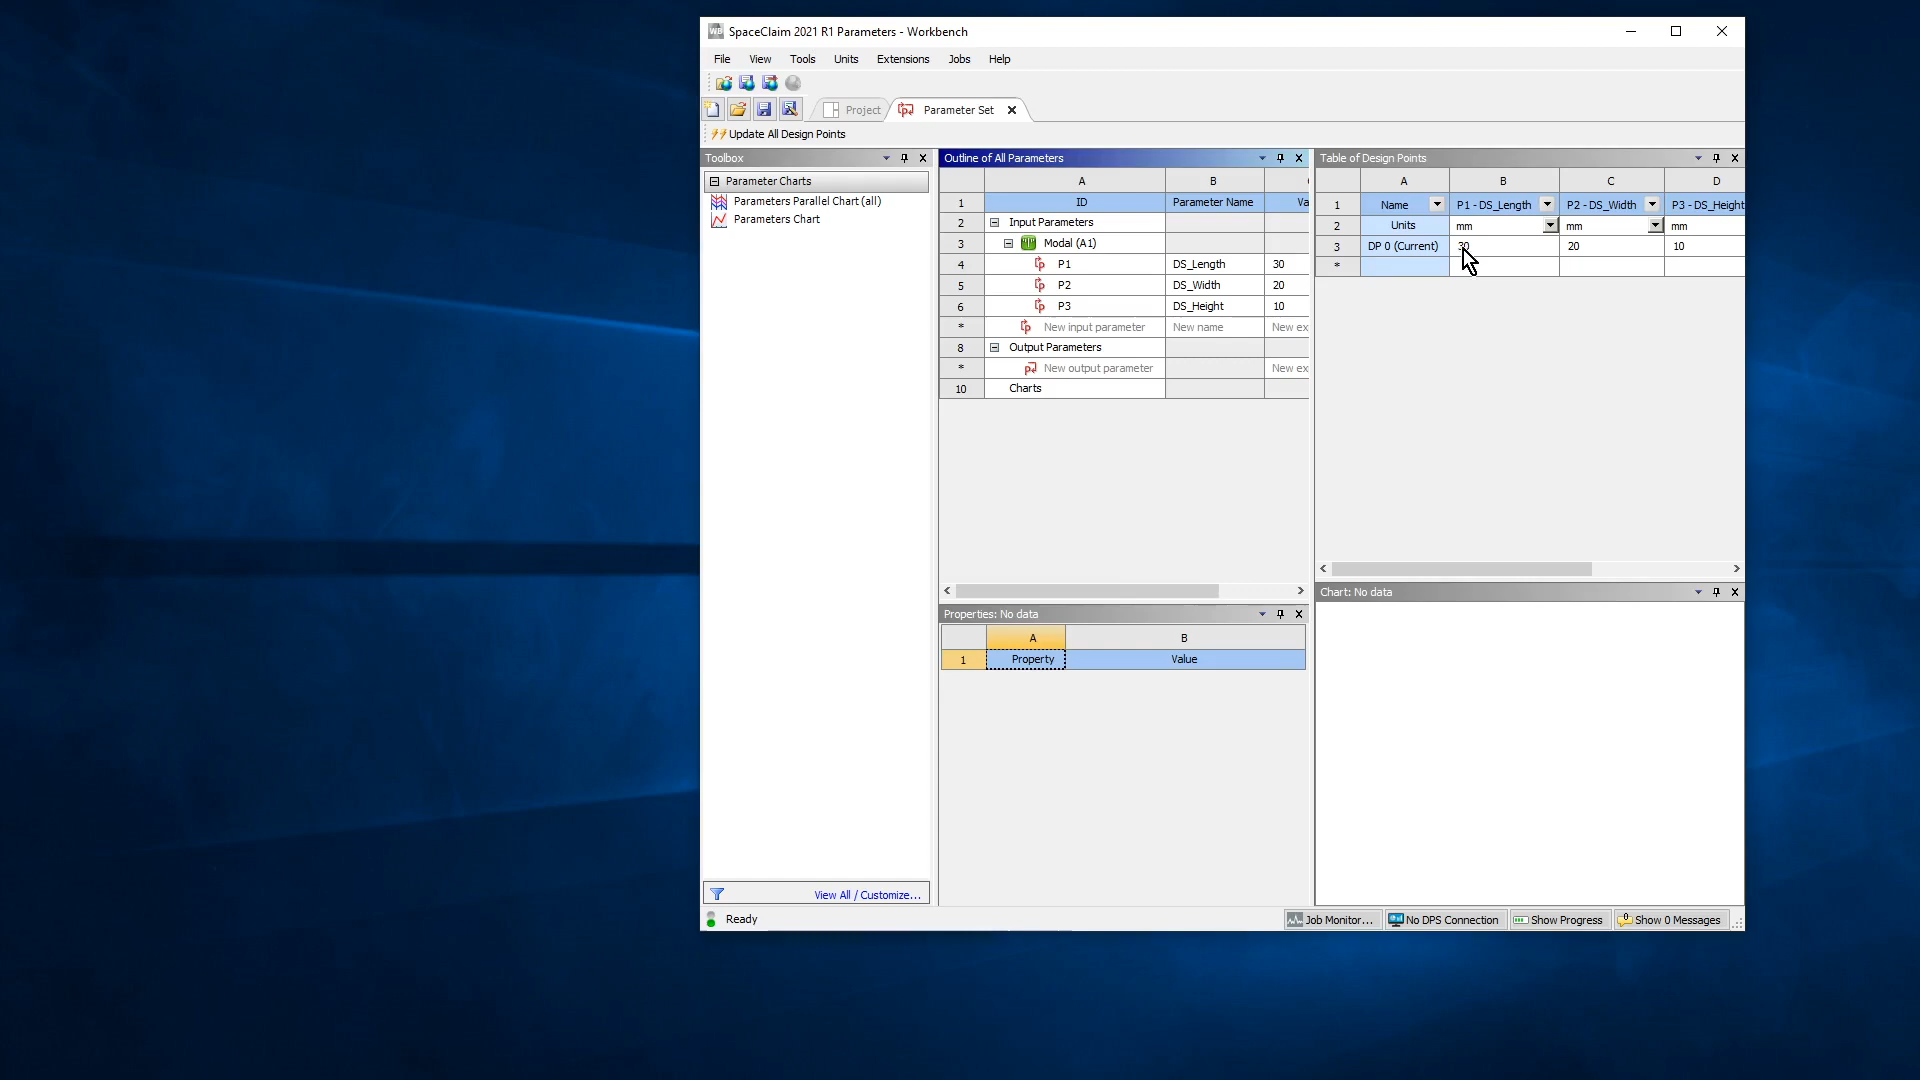 SpaceClaim 2021 R1 Parameters - Workbench
File View Tools Units Extensions Jobs Help
Project Parameter Set
Update All Design Points
Toolbox
Parameter Charts
Parameters Parallel Chart (all)
Parameters Chart
View All / Customize...
Outline of All Parameters
A B
1 ID Parameter Name Va
2 Input Parameters
3 Modal (A1)
4 P1 DS_Length 30
5 P2 DS_Width 20
6 P3 DS_Height 10
* New input parameter New name New ex
8 Output Parameters
* New output parameter New ex
10 Charts
Properties: No data
A B
1 Property Value
Table of Design Points
A B C D
1 Name P1 - DS_Length P2 - DS_Width P3 - DS_Height
2 Units mm mm mm
3 DP 0 (Current) 30 20 10
*
Chart: No data
Ready
Job Monitor... No DPS Connection Show Progress 0 Show 0 Messages